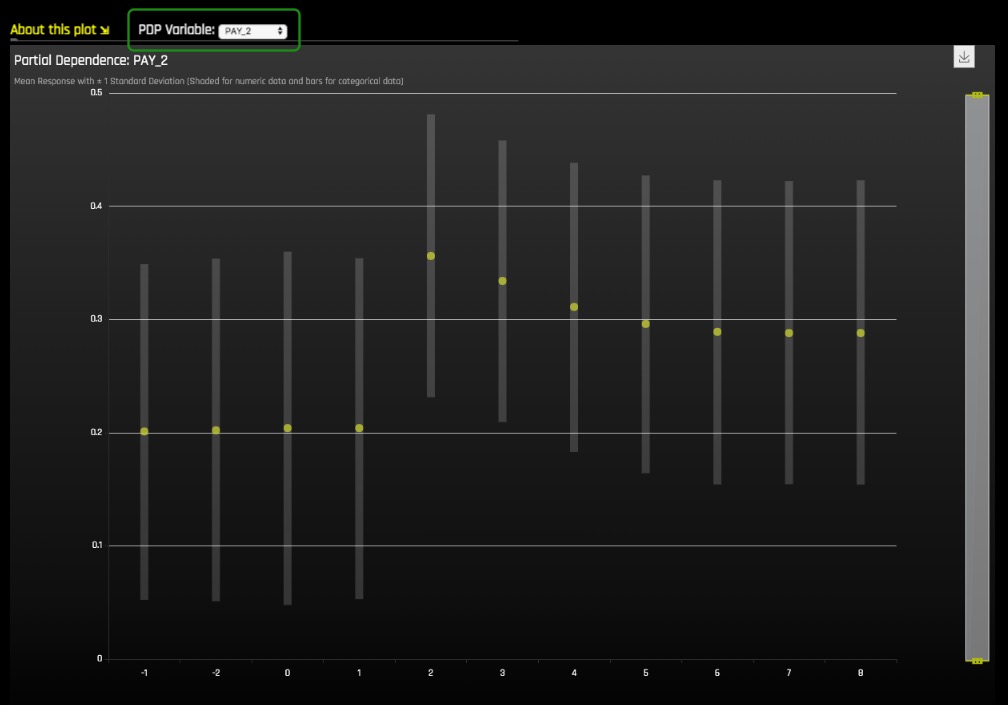 About this plot ⇲ PDP Variable: PAY_2
Partial Dependence: PAY_2
Mean Response with ± 1 Standard Deviation (Shaded for numeric data and bars for categorical data)
0.5
0.4
0.3
0.2
0.1
0
-1 -2 0 1 2 3 4 5 6 7 8